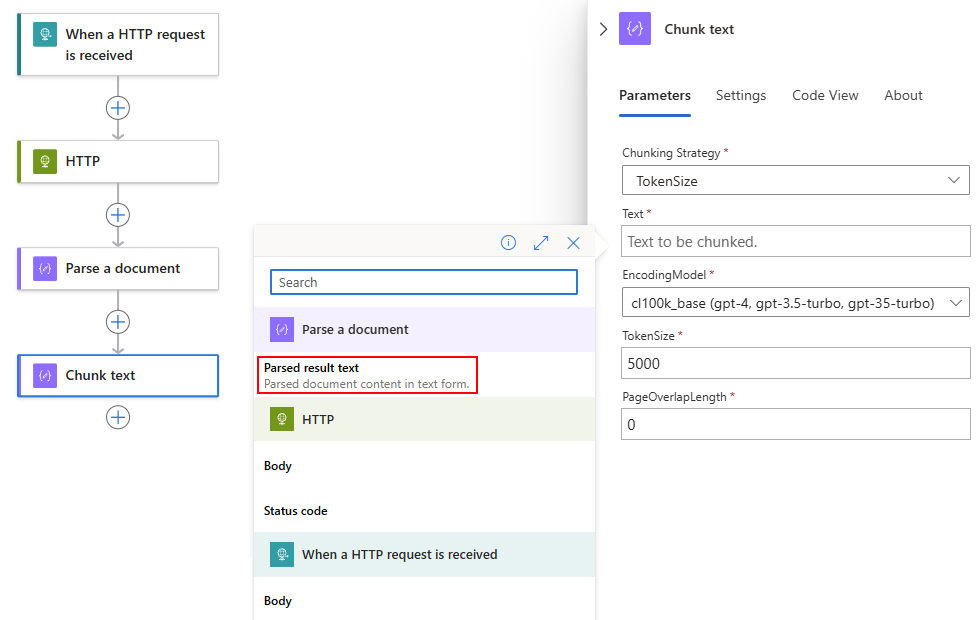 When a HTTP request
is received
HTTP
Parse a document
Chunk text
Search
Parse a document
Parsed result text
Parsed document content in text form.
HTTP
Body
Status code
When a HTTP request is received
Body
Chunk text
Parameters Settings Code View About
Chunking Strategy *
TokenSize
Text *
Text to be chunked.
EncodingModel *
cl100k_base (gpt-4, gpt-3.5-turbo, gpt-35-turbo)
TokenSize *
5000
PageOverlapLength *
0